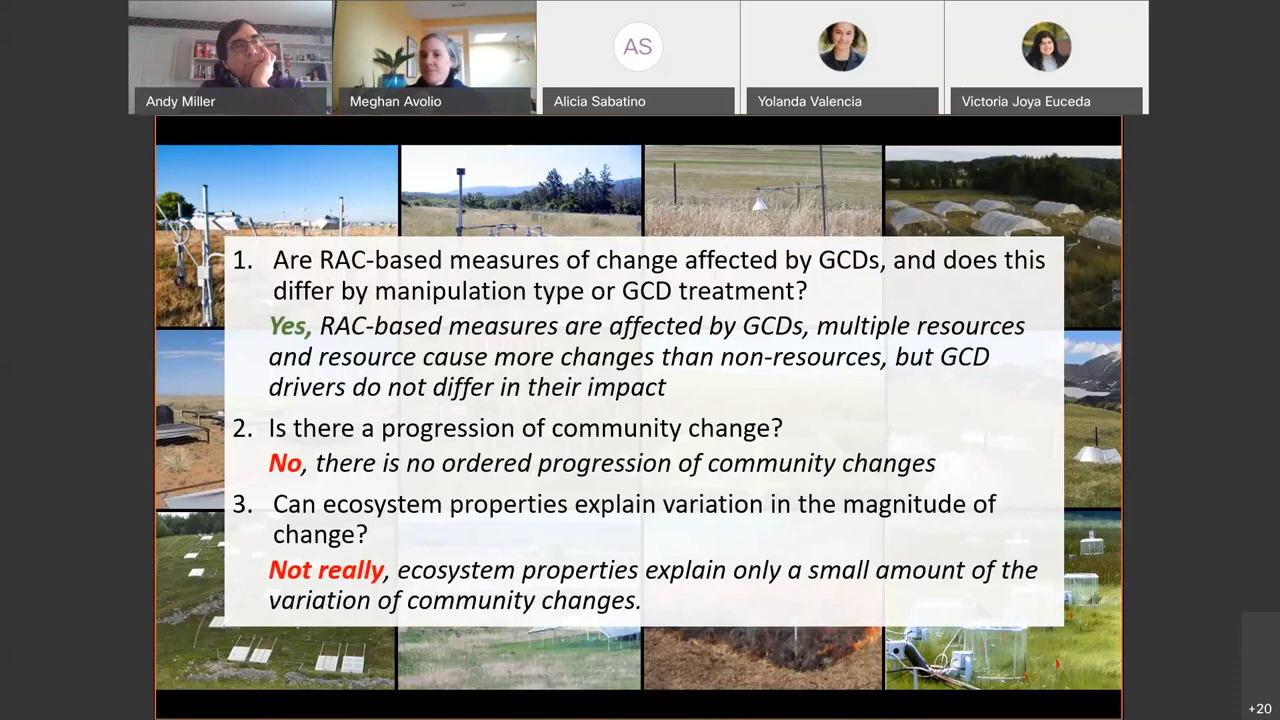 AS
Andy Miller
Meghan Avolio
Alicia Sabatino
Yolanda Valencia
Victoria Joya Euceda
1. Are RAC-based measures of change affected by GCDs, and does this
differ by manipulation type or GCD treatment?
Yes, RAC-based measures are affected by GCDs, multiple resources
and resource cause more changes than non-resources, but GCD
drivers do not differ in their impact
2. Is there a progression of community change?
No, there is no ordered progression of community changes
3. Can ecosystem properties explain variation in the magnitude of
change?
Not really, ecosystem properties explain only a small amount of the
variation of community changes.
+20